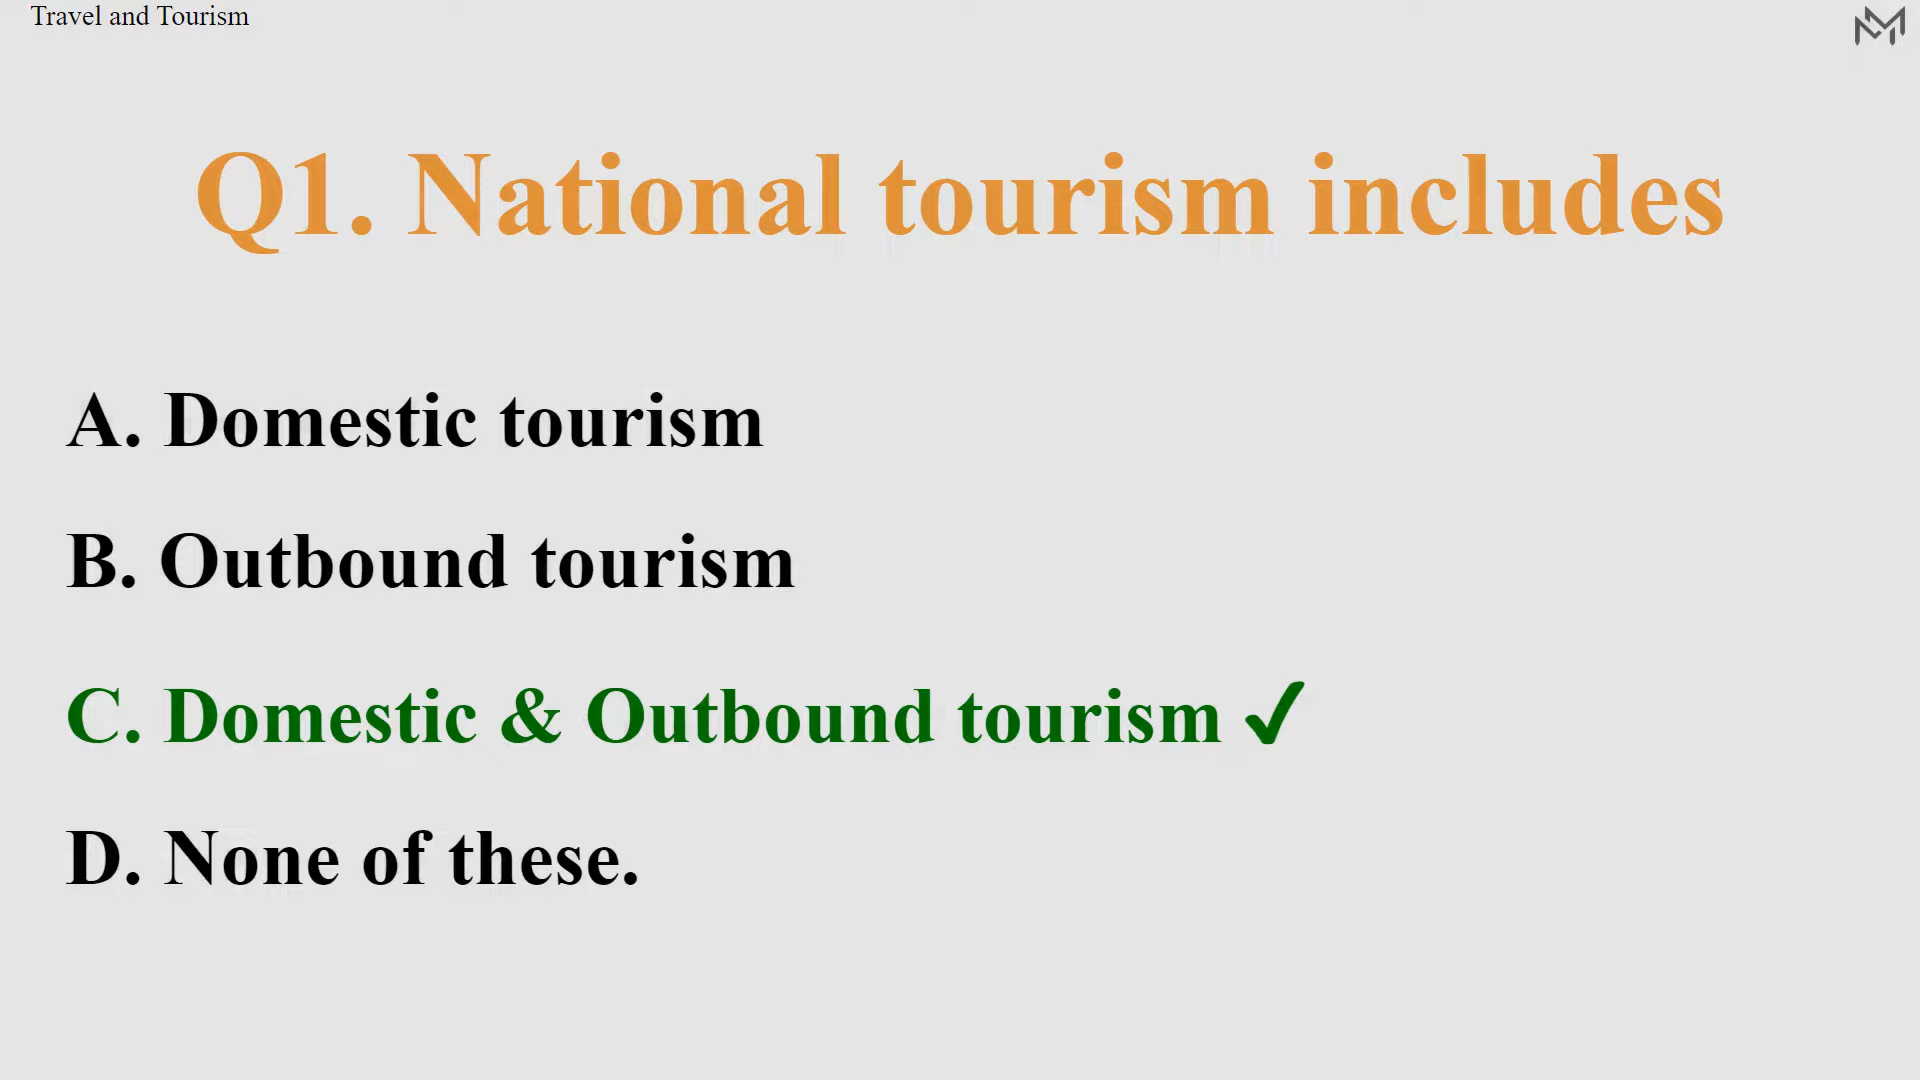 Travel and Tourism
Q1. National tourism includes
A. Domestic tourism
B. Outbound tourism
C. Domestic & Outbound tourism ✓
D. None of these.